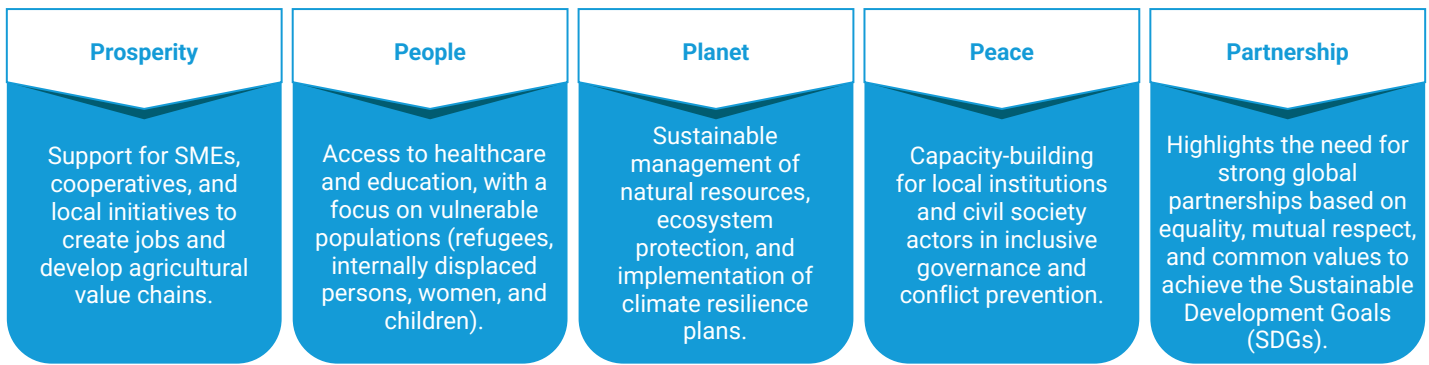 Prosperity
Support for SMEs,
cooperatives, and
local initiatives to
create jobs and
develop agricultural
value chains.
People
Access to healthcare
and education, with a
focus on vulnerable
populations (refugees,
internally displaced
persons, women, and
children).
Planet
Sustainable
management of
natural resources,
ecosystem
protection, and
implementation of
climate resilience
plans.
Peace
Capacity-building
for local institutions
and civil society
actors in inclusive
governance and
conflict prevention.
Partnership
Highlights the need for
strong global
partnerships based on
equality, mutual respect,
and common values to
achieve the Sustainable
Development Goals
(SDGs).